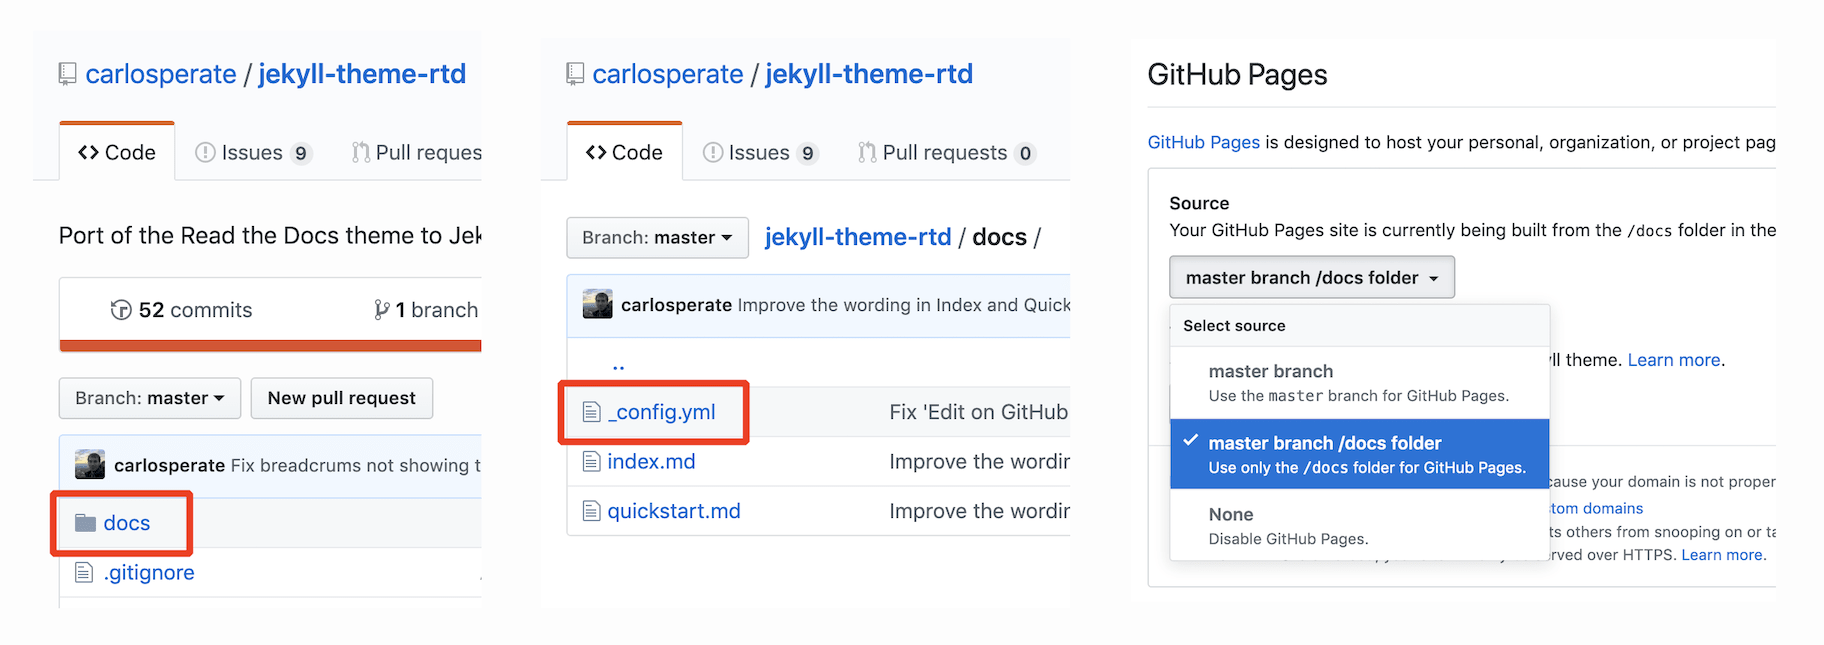 carlosperate / jekyll-theme-rtd
Code Issues 9 Pull reques
Port of the Read the Docs theme to Jek
52 commits 1 branch
Branch: master New pull request
carlosperate Fix breadcrums not showing t
docs
.gitignore
carlosperate / jekyll-theme-rtd
Code Issues 9 Pull requests 0
Branch: master jekyll-theme-rtd / docs /
carlosperate Improve the wording in Index and Quick
..
_config.yml Fix 'Edit on GitHub
index.md Improve the wordin
quickstart.md Improve the wordin
GitHub Pages
GitHub Pages is designed to host your personal, organization, or project pag
Source
Your GitHub Pages site is currently being built from the /docs folder in the
master branch /docs folder
Select source
master branch
Use the master branch for GitHub Pages.
ll theme. Learn more.
master branch /docs folder
Use only the /docs folder for GitHub Pages.
cause your domain is not proper
tom domains
None
Disable GitHub Pages.
ts others from snooping on or ta
rved over HTTPS. Learn more.